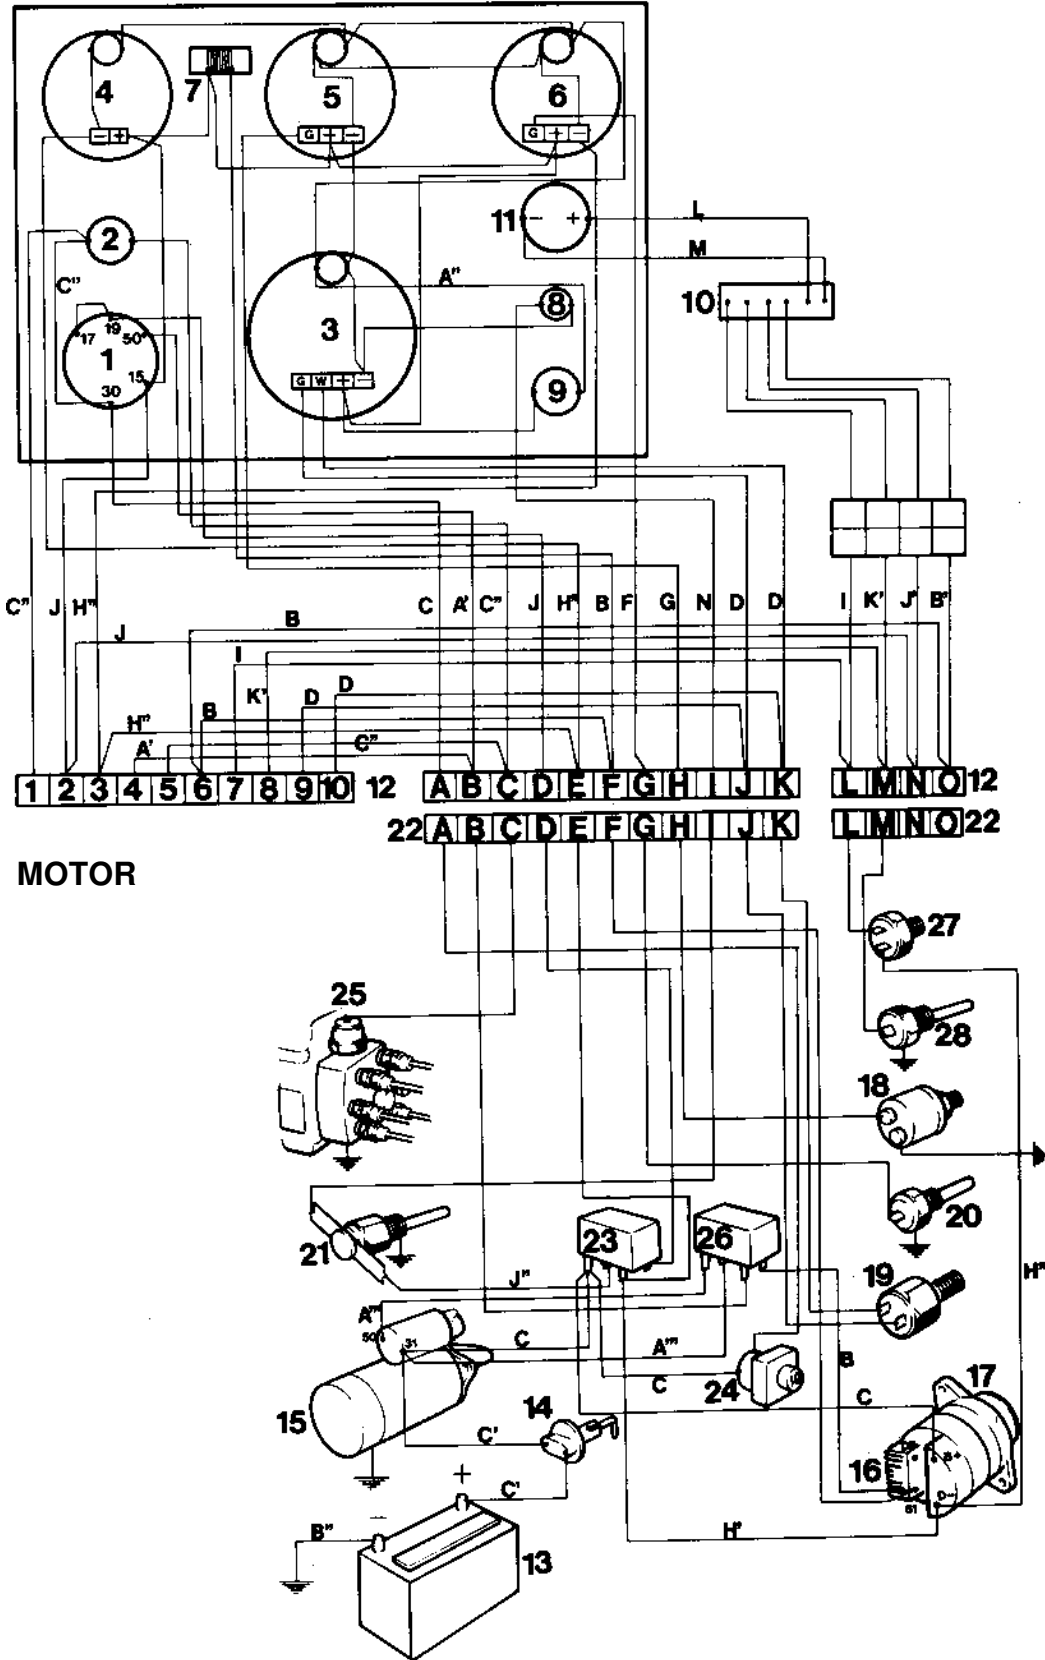 4
7
5
6
- +
G + -
G + -
11 - +
L
M
2
10
C"
A"
8
3
19
17
50
1
15
30
G W + -
9
C" J H" C A' C" J H" B F G N D D I K' J" B"
B
J
I
D
K' D
B
H"
A' C"
1 2 3 4 5 6 7 8 9 10 12 A B C D E F G H I J K L M N O 12
22 A B C D E F G H I J K L M N O 22
MOTOR
27
25
28
18
20
21
23
26
19
H"
J"
A"'
50
31
C
A"'
B
C
24
17
C
15
14
C'
16
B+
D-
61
+
C'
-
B"
H"
13